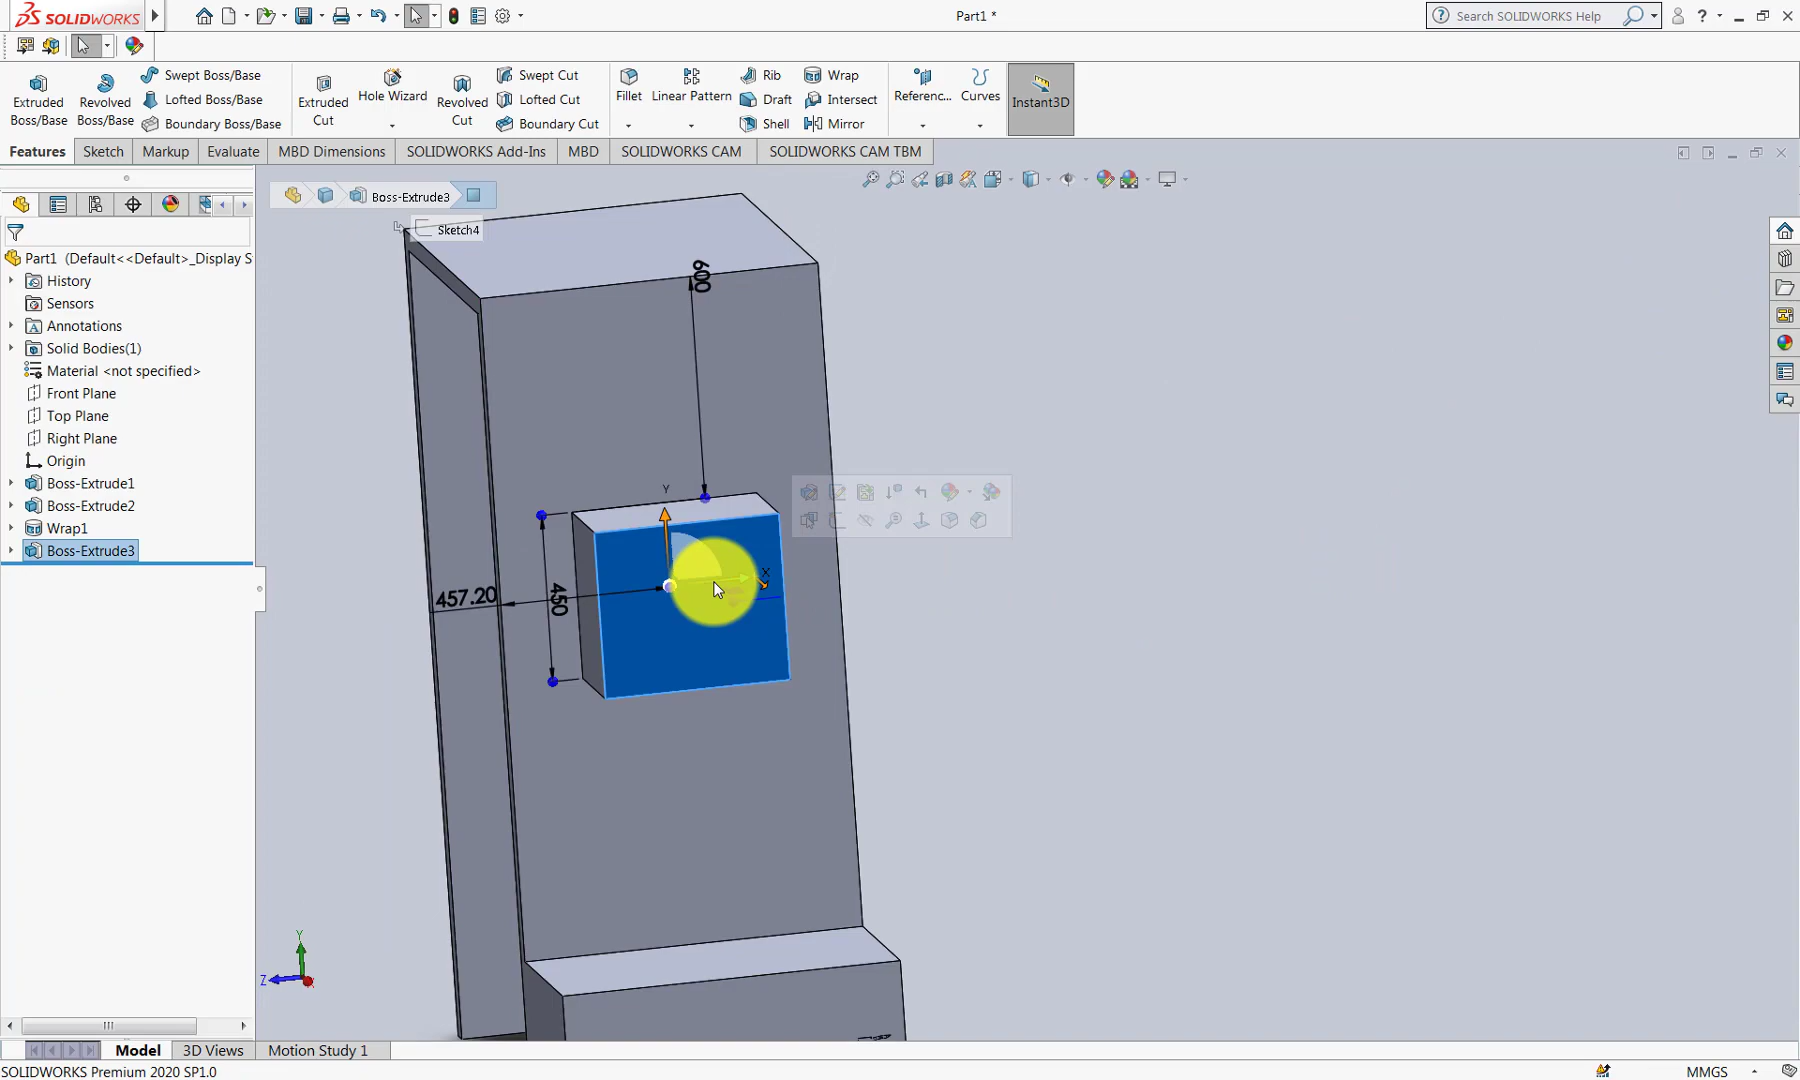 SOLIDWORKS
Part1 *
Search SOLIDWORKS Help
Extruded Boss/Base
Revolved Boss/Base
Swept Boss/Base
Lofted Boss/Base
Boundary Boss/Base
Extruded Cut
Hole Wizard
Revolved Cut
Swept Cut
Lofted Cut
Boundary Cut
Fillet
Linear Pattern
Rib
Draft
Shell
Wrap
Intersect
Mirror
Referenc...
Curves
Instant3D
Features
Sketch
Markup
Evaluate
MBD Dimensions
SOLIDWORKS Add-Ins
MBD
SOLIDWORKS CAM
SOLIDWORKS CAM TBM
Boss-Extrude3
Sketch4
Part1 (Default<<Default>_Display S
History
Sensors
Annotations
Solid Bodies(1)
Material <not specified>
Front Plane
Top Plane
Right Plane
Origin
Boss-Extrude1
Boss-Extrude2
Wrap1
Boss-Extrude3
600
Y
X
457.20
450
Y
Z
Model
3D Views
Motion Study 1
SOLIDWORKS Premium 2020 SP1.0
MMGS